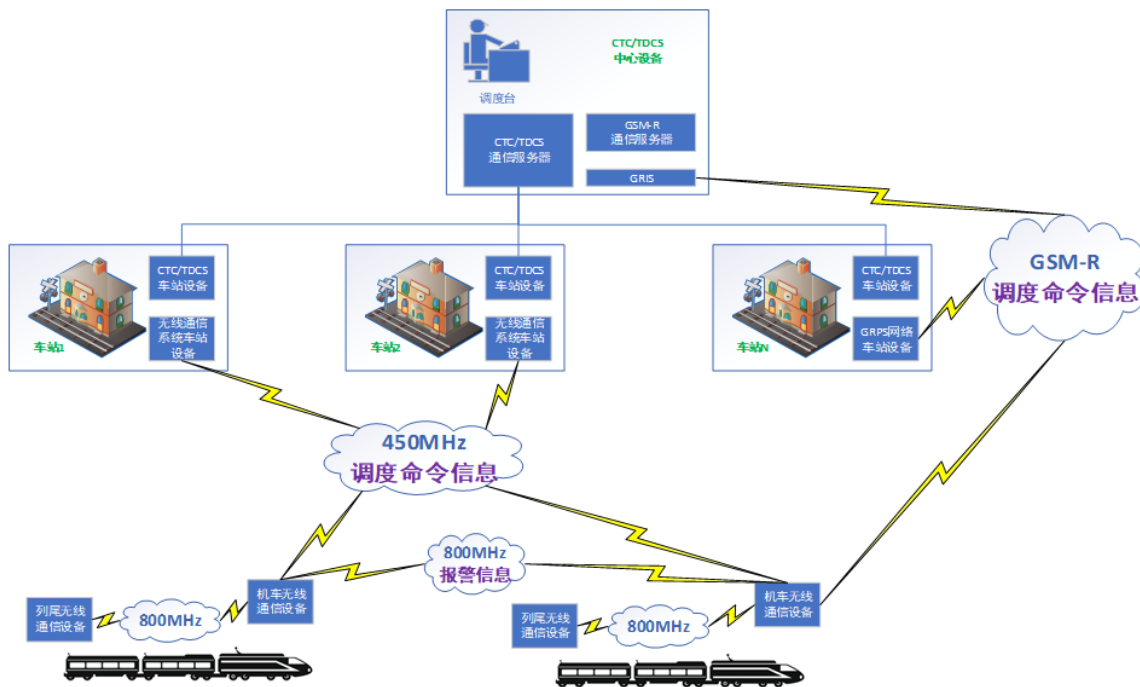 CTC/TDCS
中心设备
调度台
CTC/TDCS
通信服务器
GSM-R
通信服务器
GRIS
CTC/TDCS
车站设备
无线通信
系统车站
设备
车站1
CTC/TDCS
车站设备
无线通信
系统车站
设备
车站2
CTC/TDCS
车站设备
GRPS网络
车站设备
车站N
GSM-R
调度命令信息
450MHz
调度命令信息
800MHz
报警信息
机车无线
通信设备
列尾无线
通信设备
800MHz
机车无线
通信设备
列尾无线
通信设备
800MHz